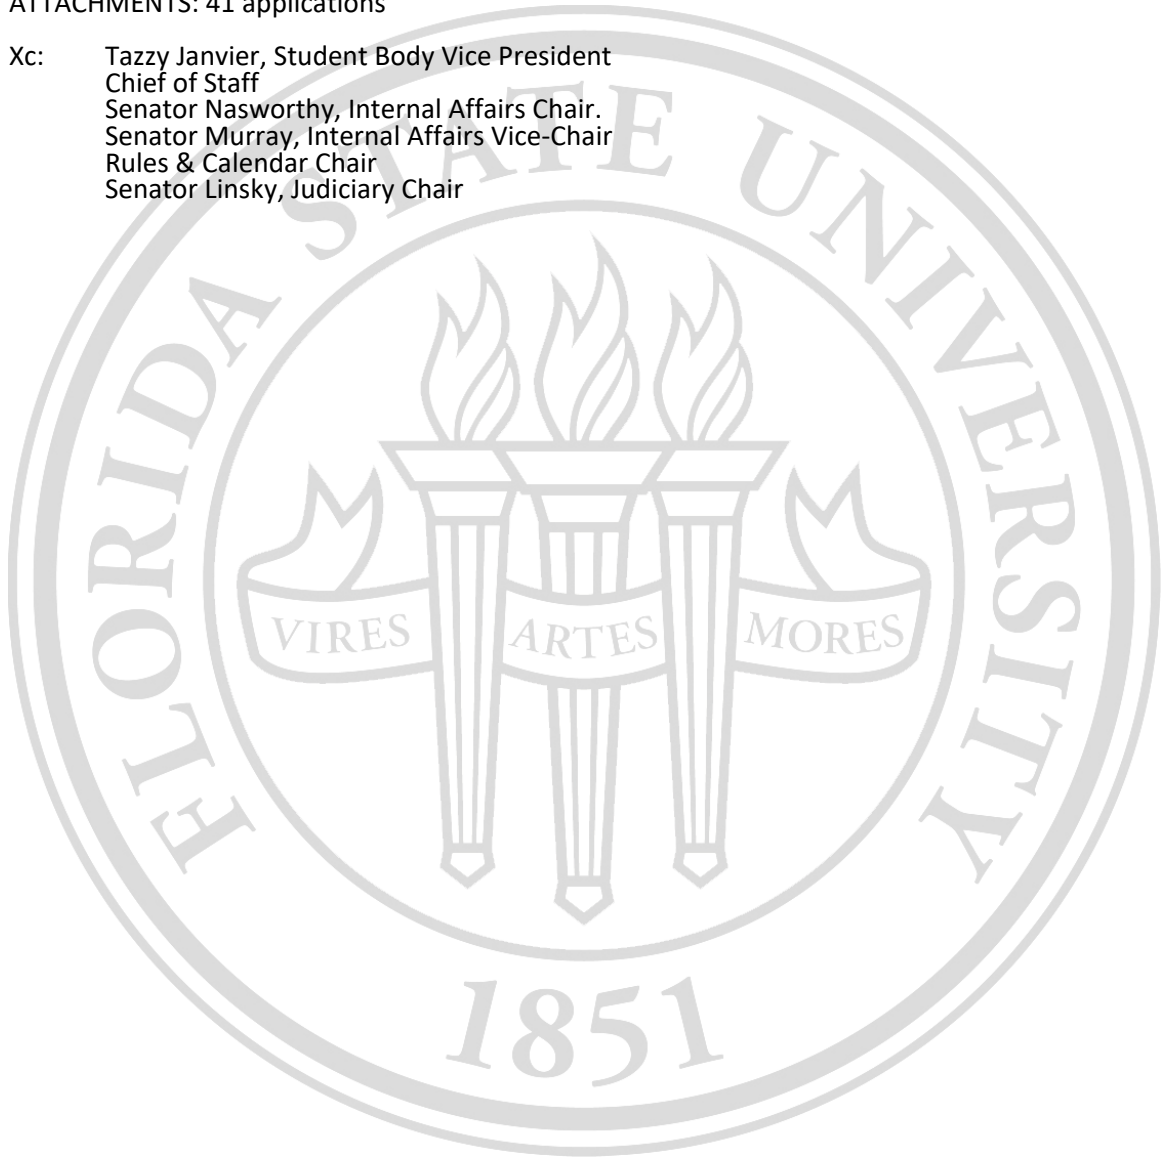 ATTACHMENTS: 41 applications
Xc: Tazzy Janvier, Student Body Vice President
Chief of Staff
Senator Nasworthy, Internal Affairs Chair.
Senator Murray, Internal Affairs Vice-Chair
Rules & Calendar Chair
Senator Linsky, Judiciary Chair
FLORIDA STATE UNIVERSITY
VIRES ARTES MORES
1851